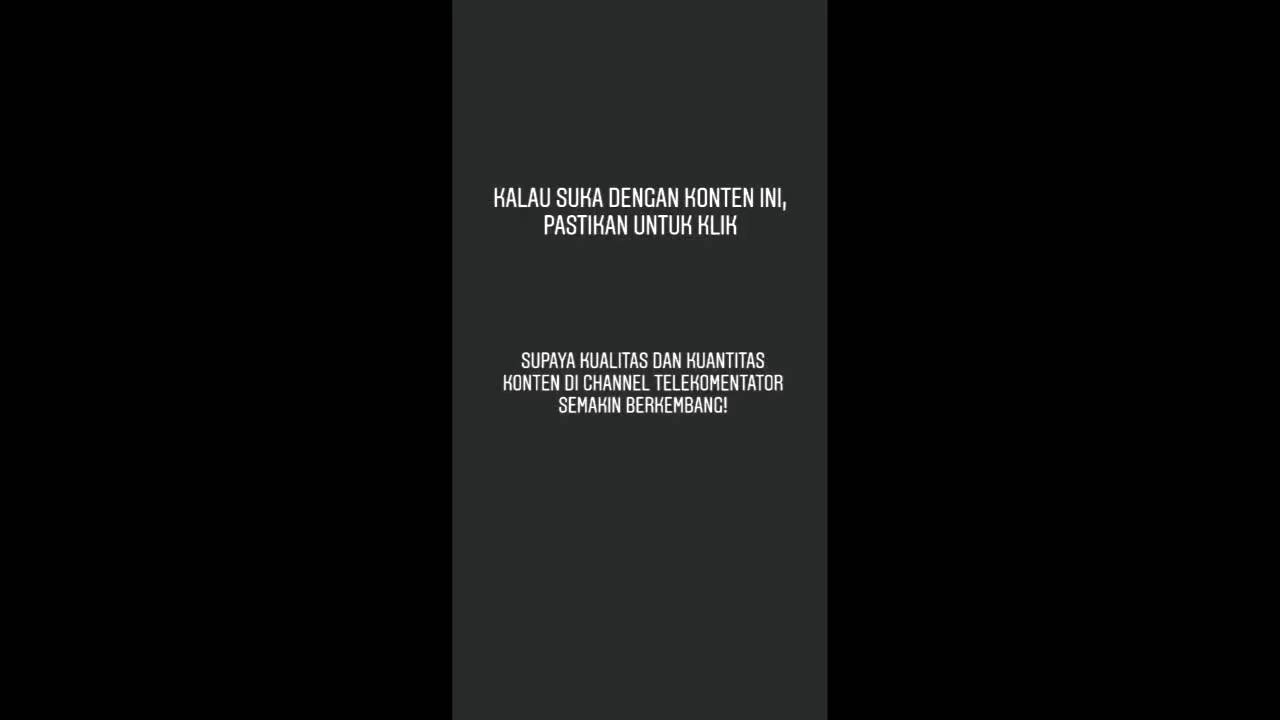 KALAU SUKA DENGAN KONTEN INI,
PASTIKAN UNTUK KLIK
SUPAYA KUALITAS DAN KUANTITAS
KONTEN DI CHANNEL TELEKOMENTATOR
SEMAKIN BERKEMBANG!